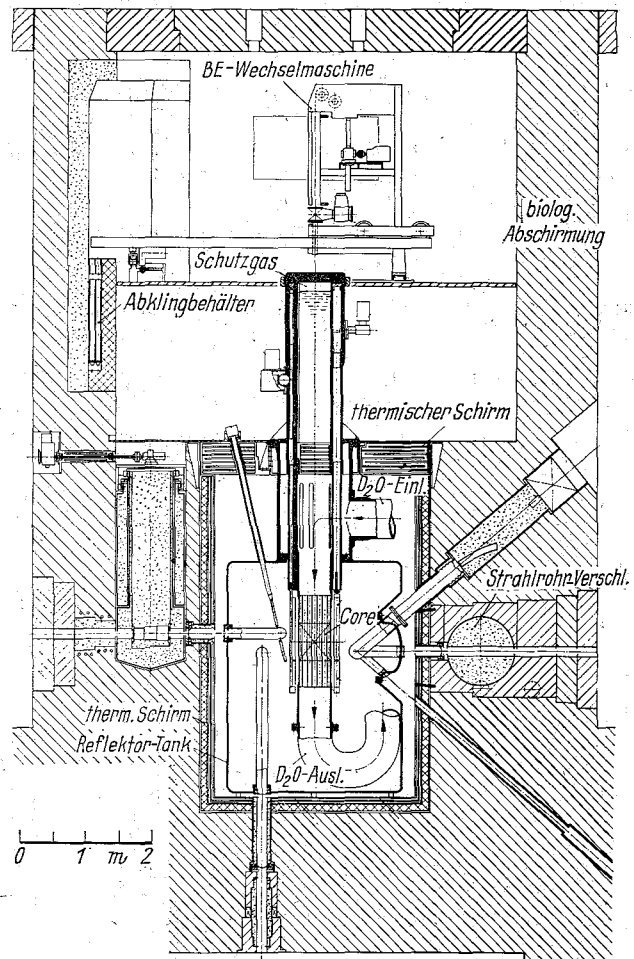 BE-Wechselmaschine
biolog.
Abschirmung
Schutzgas
Abklingbehälter
thermischer Schirm
D2O-Einl.
Strahlrohr-Verschl.
Core
therm. Schirm
Reflektor-Tank
D2O-Ausl.
0 1 m 2